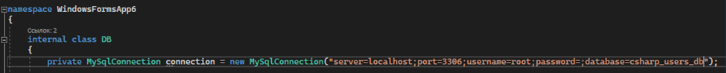 namespace WindowsFormsApp6
{
Ссылок: 2
internal class DB
{
private MySqlConnection connection = new MySqlConnection("server=localhost;port=3306;username=root;password=;database=csharp_users_db");